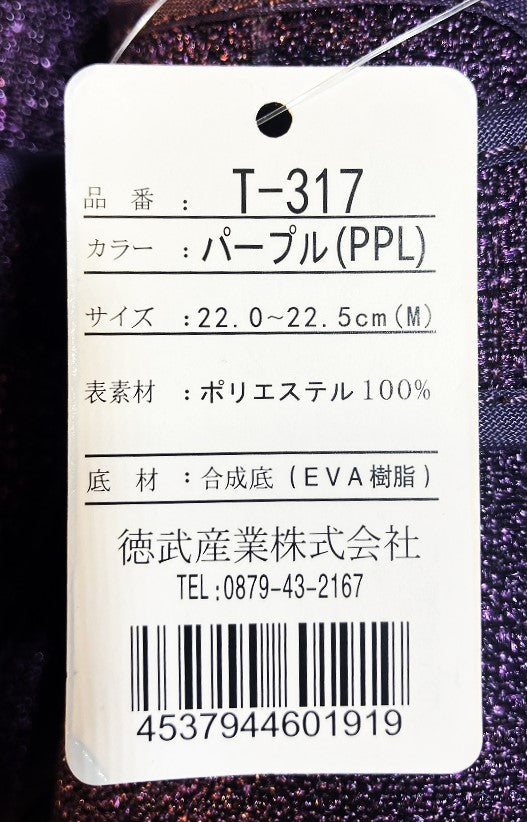 品番：T-317
カラー：パープル(PPL)
サイズ：22.0~22.5cm(M)
表素材：ポリエステル100%
底材：合成底(EVA樹脂)
徳武産業株式会社
TEL:0879-43-2167
4537944601919